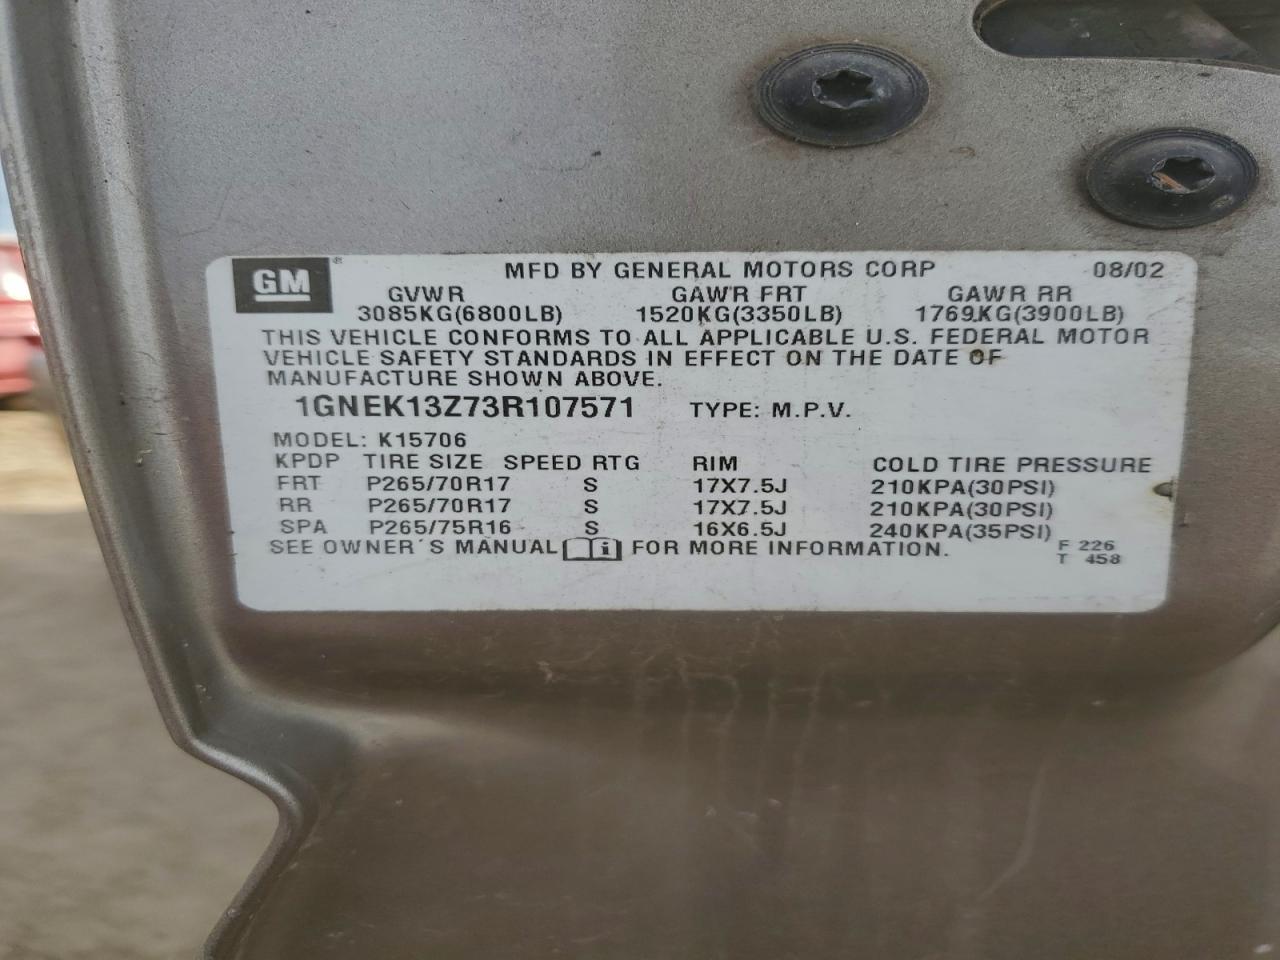 GM ® MFD BY GENERAL MOTORS CORP 08/02
GVWR GAWR FRT GAWR RR
3085KG(6800LB) 1520KG(3350LB) 1769KG(3900LB)
THIS VEHICLE CONFORMS TO ALL APPLICABLE U.S. FEDERAL MOTOR
VEHICLE SAFETY STANDARDS IN EFFECT ON THE DATE OF
MANUFACTURE SHOWN ABOVE.
1GNEK13Z73R107571 TYPE: M.P.V.
MODEL: K15706
KPDP TIRE SIZE SPEED RTG RIM COLD TIRE PRESSURE
FRT P265/70R17 S 17X7.5J 210KPA(30PSI)
RR P265/70R17 S 17X7.5J 210KPA(30PSI)
SPA P265/75R16 S 16X6.5J 240KPA(35PSI)
SEE OWNER'S MANUAL i FOR MORE INFORMATION. F 226
T 458